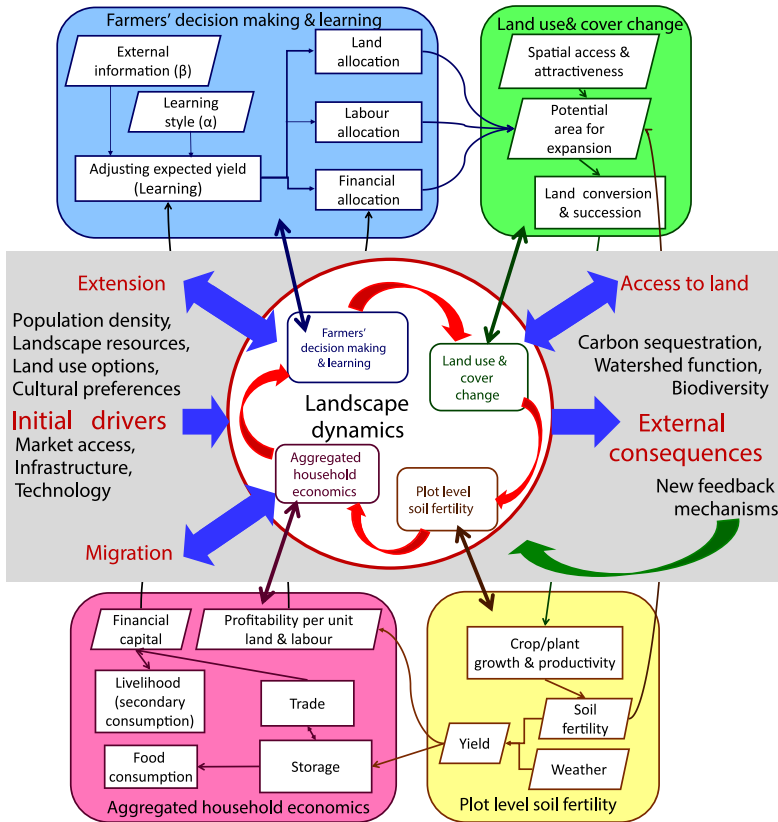 Farmers' decision making & learning
External
information (β)
Learning
style (α)
Adjusting expected yield
(Learning)
Land
allocation
Labour
allocation
Financial
allocation
Land use& cover change
Spatial access &
attractiveness
Potential
area for
expansion
Land conversion
& succession
Extension
Population density,
Landscape resources,
Land use options,
Cultural preferences
Initial drivers
Market access,
Infrastructure,
Technology
Migration
Farmers'
decision making
& learning
Land use &
cover
change
Landscape
dynamics
Aggregated
household
economics
Plot level
soil fertility
Access to land
Carbon sequestration,
Watershed function,
Biodiversity
External
consequences
New feedback
mechanisms
Financial
capital
Profitability per unit
land & labour
Livelihood
(secondary
consumption)
Trade
Food
consumption
Storage
Aggregated household economics
Crop/plant
growth & productivity
Soil
fertility
Yield
Weather
Plot level soil fertility